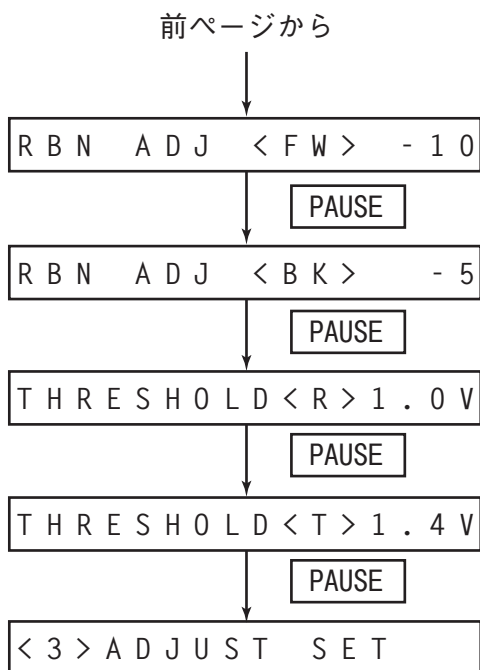 前ページから
RBN ADJ <FW> -10
PAUSE
RBN ADJ <BK>  -5
PAUSE
THRESHOLD<R>1.0V
PAUSE
THRESHOLD<T>1.4V
PAUSE
<3>ADJUST SET